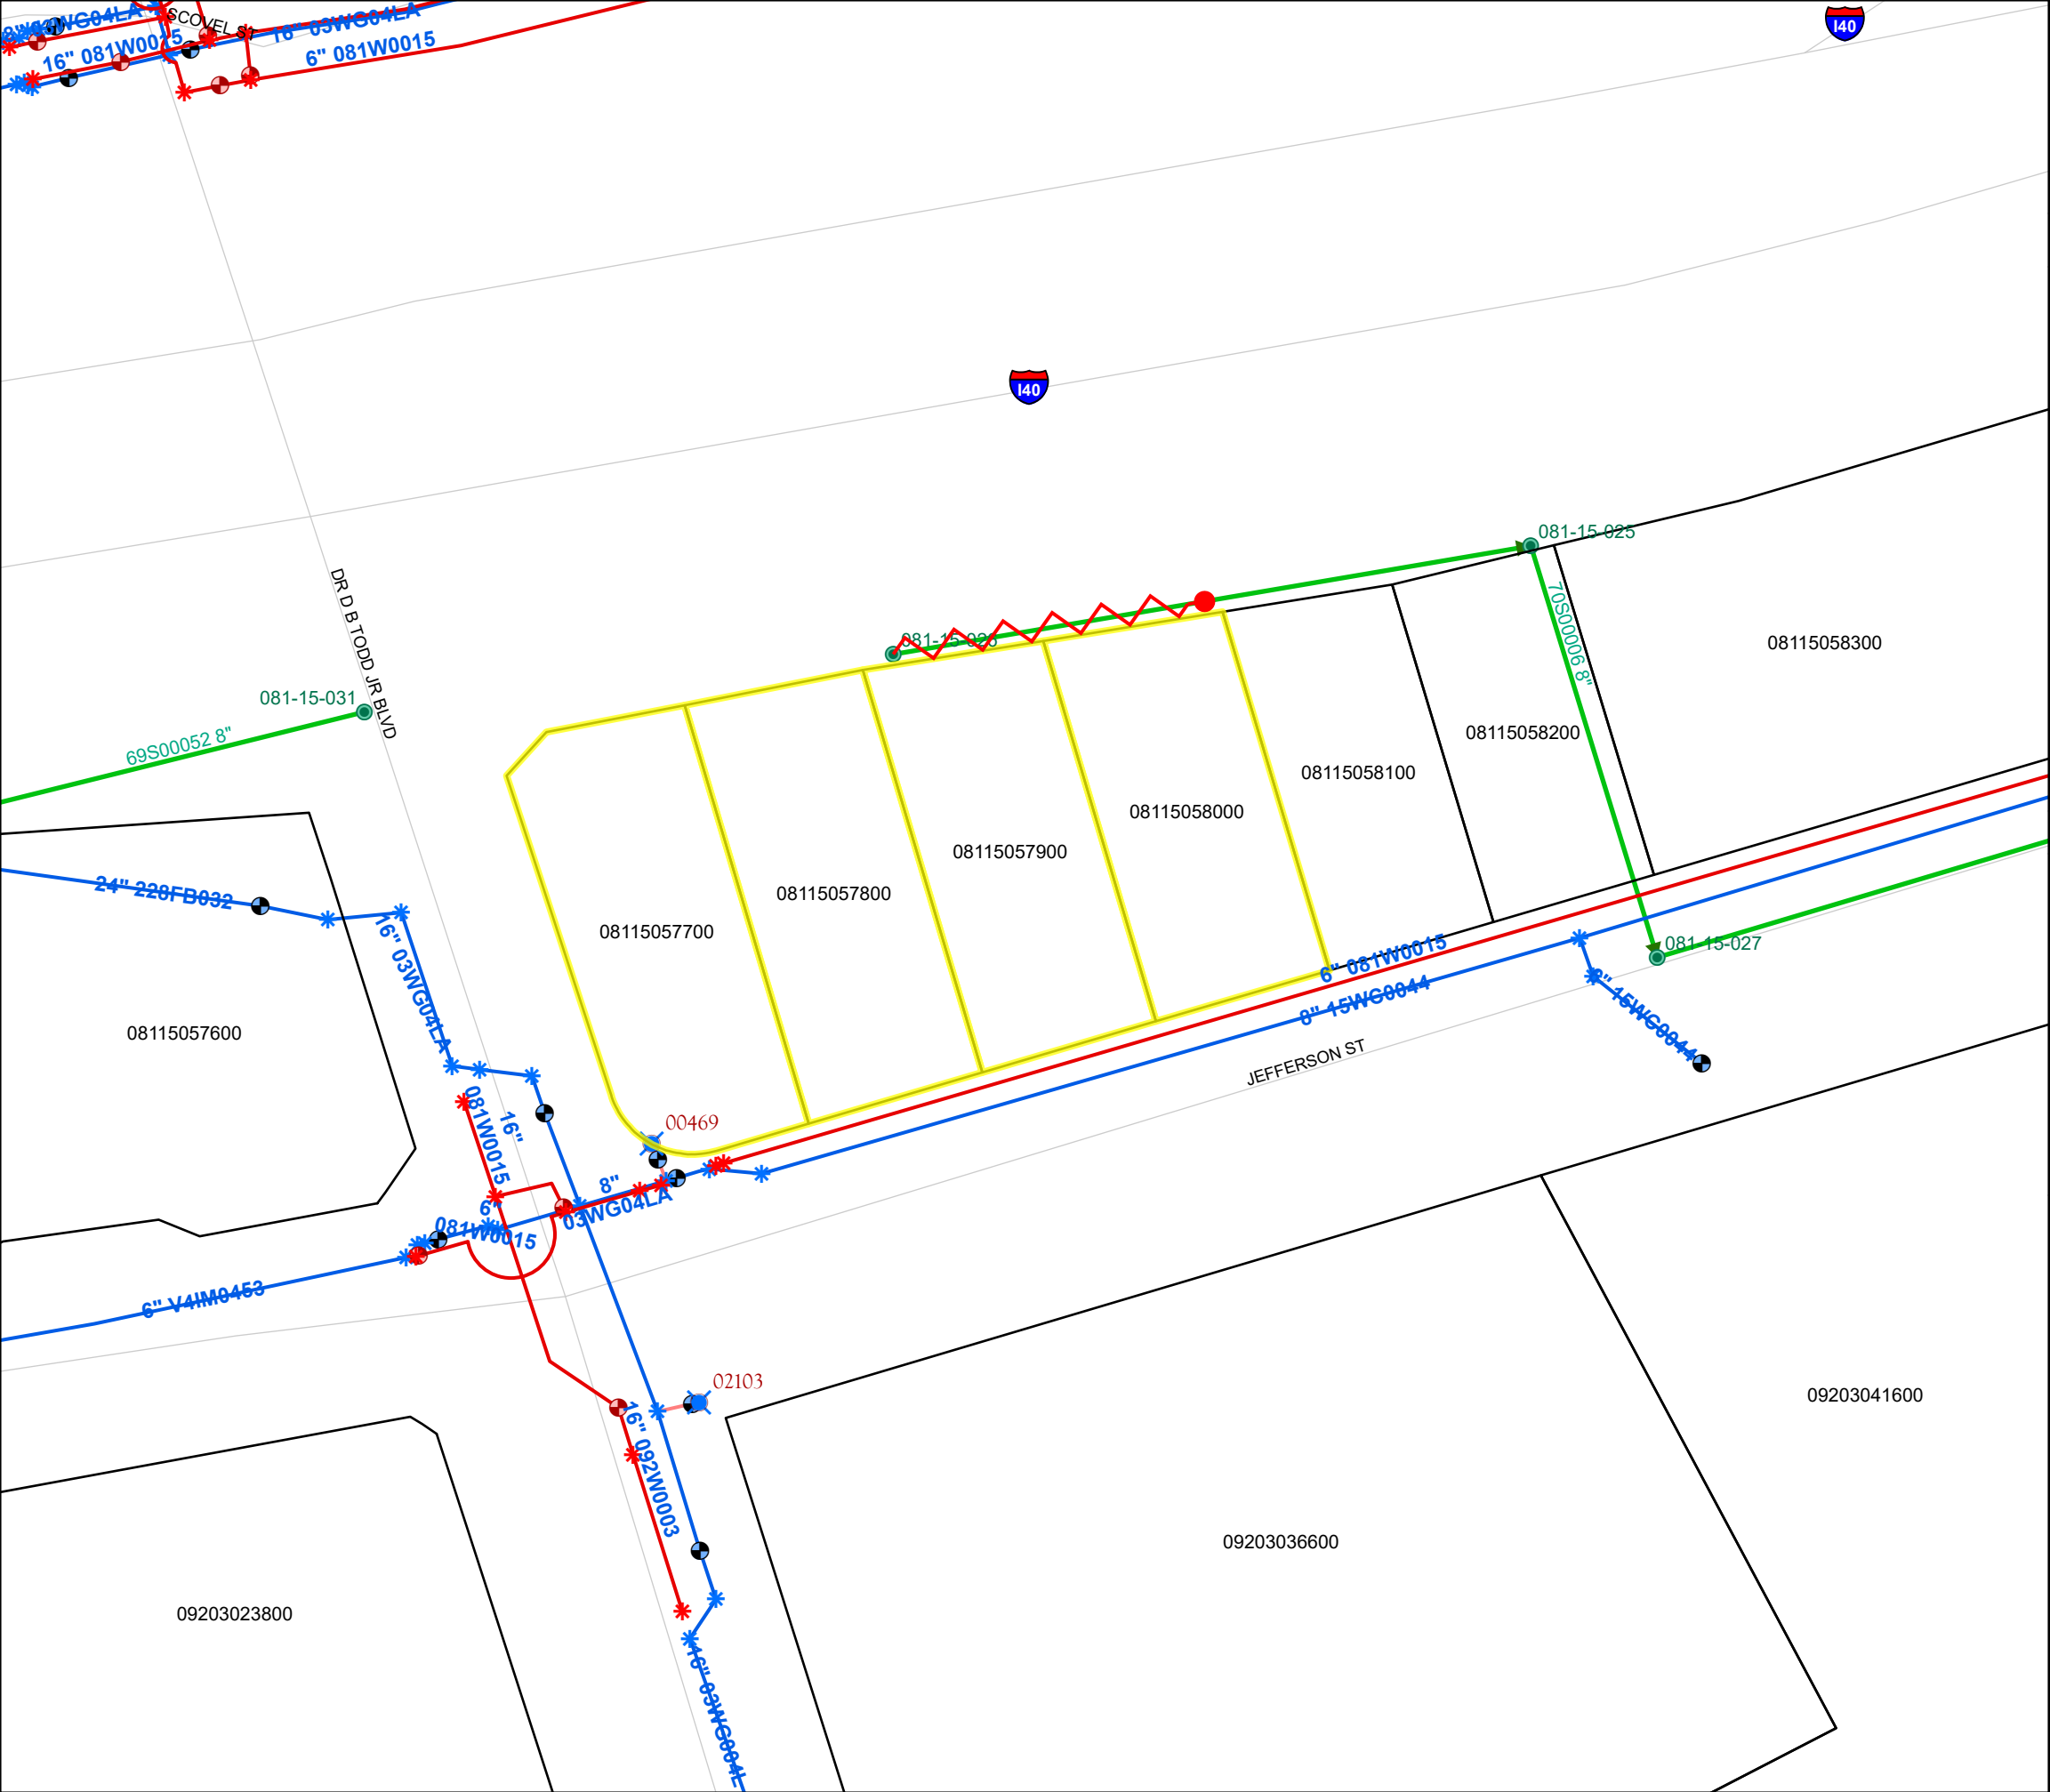 03WG04LA
SCOVEL ST
16" 03WG04LA
16" 081W0015
6" 081W0015
I40
I40
081-15-025
70S00006 8"
DR D B TODD JR BLVD
081-15-031
69S00052 8"
08115058300
08115058200
08115058100
08115058000
08115057900
08115057800
08115057700
24" 228FB032
16" 03WG04LA
081-15-027
6" 081W0015
8" 15WG0044
15WG0044
JEFFERSON ST
08115057600
081W0015
16"
00469
8"
03WG04LA
6"
081W0015
6" V4IM0453
02103
16" 092W0003
09203041600
09203036600
09203023800
16" 03WG004L